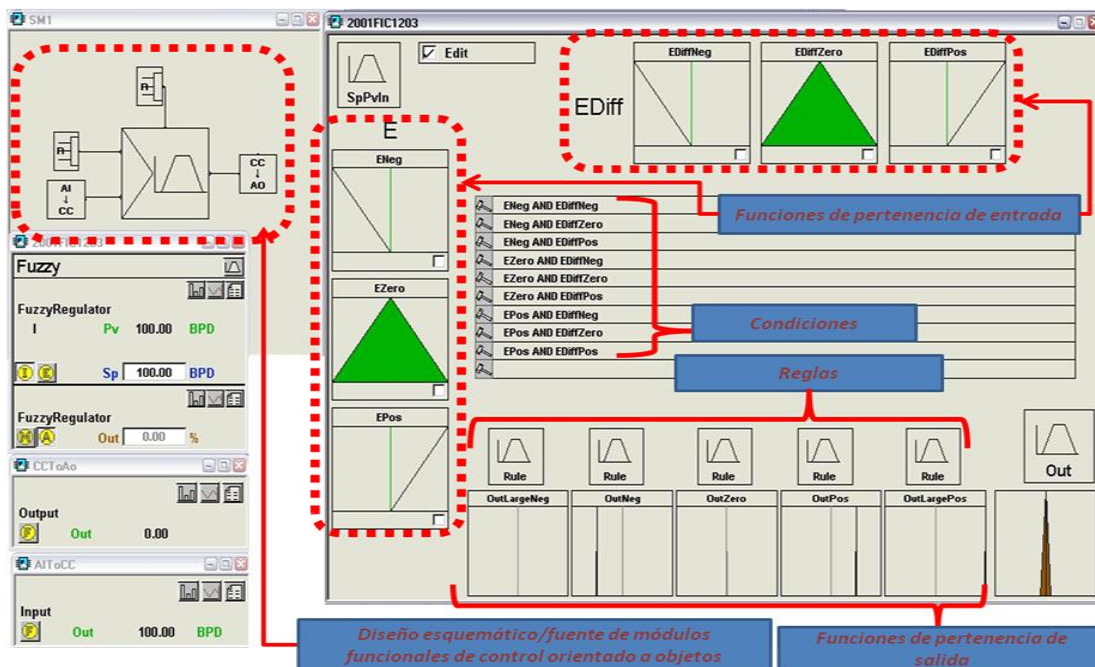 SM1
AI
CC
CC
AO
2001FIC1203
Fuzzy
FuzzyRegulator
I Pv 100.00 BPD
I E Sp 100.00 BPD
FuzzyRegulator
M A Out 0.00 %
CCToAo
Output
F Out 0.00
AIToCC
Input
F Out 100.00 BPD
2001FIC1203
SpPvIn
Edit
EDiff
EDiffNeg
EDiffZero
EDiffPos
E
ENeg
EZero
EPos
ENeg AND EDiffNeg
ENeg AND EDiffZero
ENeg AND EDiffPos
EZero AND EDiffNeg
EZero AND EDiffZero
EZero AND EDiffPos
EPos AND EDiffNeg
EPos AND EDiffZero
EPos AND EDiffPos
Funciones de pertenencia de entrada
Condiciones
Reglas
Rule
Rule
Rule
Rule
Rule
Out
OutLargeNeg
OutNeg
OutZero
OutPos
OutLargePos
Diseño esquemático/fuente de módulos
funcionales de control orientado a objetos
Funciones de pertenencia de
salida